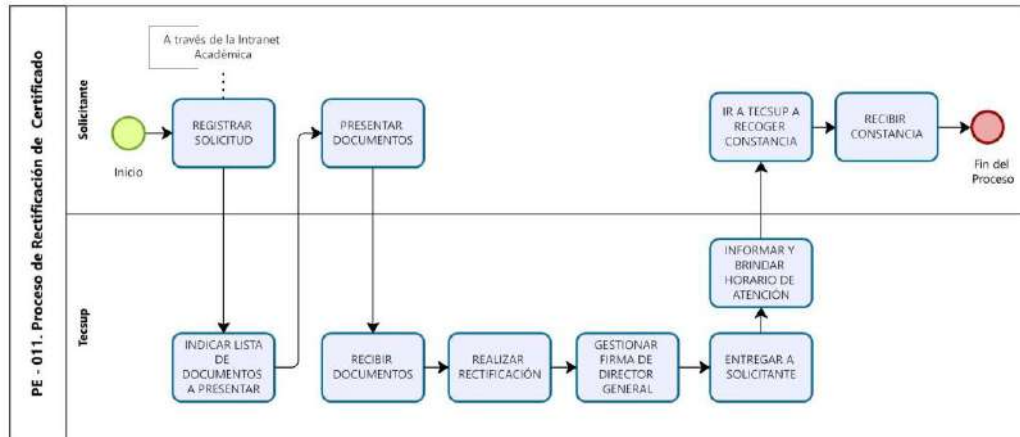 PE - 011. Proceso de Rectificación de Certificado
Solicitante
A través de la Intranet
Académica
Inicio
REGISTRAR
SOLICITUD
PRESENTAR
DOCUMENTOS
IR A TECSUP A
RECOGER
CONSTANCIA
RECIBIR
CONSTANCIA
Fin del
Proceso
Tecsup
INDICAR LISTA
DE
DOCUMENTOS
A PRESENTAR
RECIBIR
DOCUMENTOS
REALIZAR
RECTIFICACIÓN
GESTIONAR
FIRMA DE
DIRECTOR
GENERAL
ENTREGAR A
SOLICITANTE
INFORMAR Y
BRINDAR
HORARIO DE
ATENCIÓN